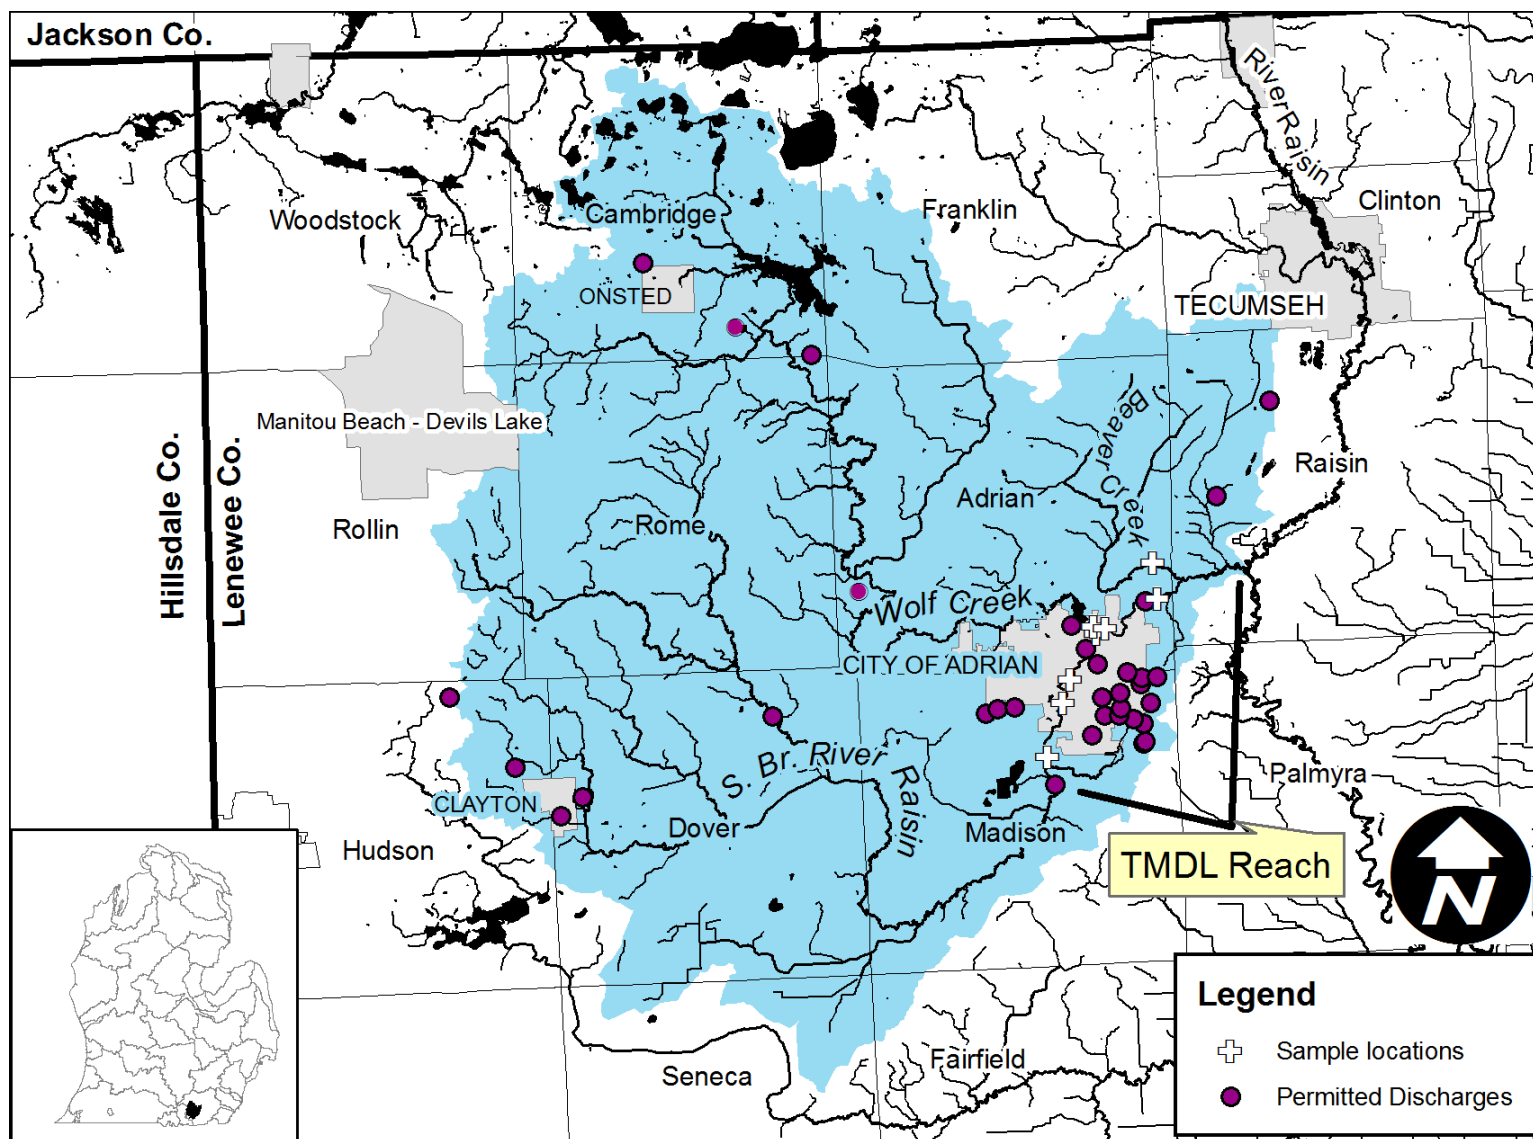 Jackson Co.
River Raisin
Clinton
Woodstock
Cambridge
Franklin
ONSTED
TECUMSEH
Manitou Beach - Devils Lake
Beaver Creek
Hillsdale Co.
Lenewee Co.
Raisin
Adrian
Rollin
Rome
Wolf Creek
CITY OF ADRIAN
S. Br. River Raisin
Palmyra
CLAYTON
Dover
Madison
Hudson
TMDL Reach
N
Legend
Sample locations
Permitted Discharges
Fairfield
Seneca